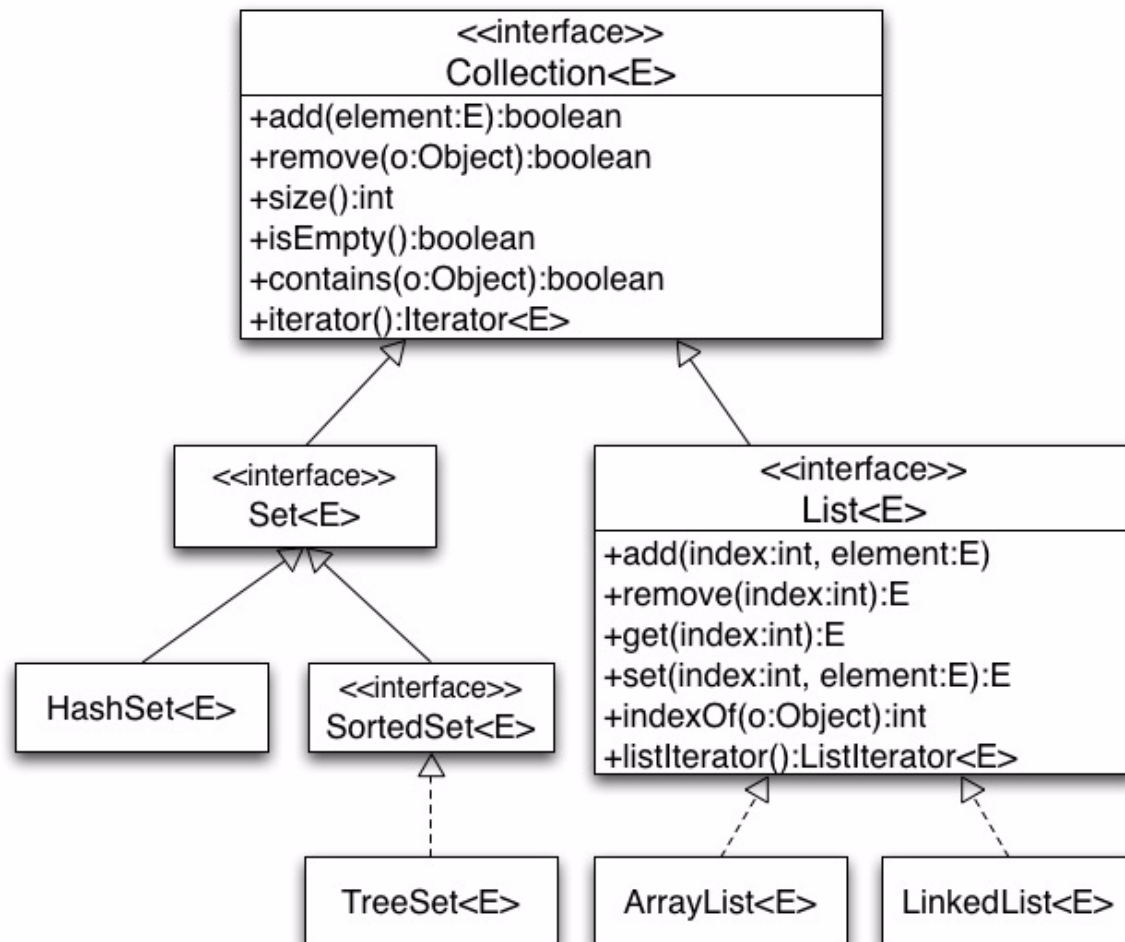 <<interface>>
Collection<E>
+add(element:E):boolean
+remove(o:Object):boolean
+size():int
+isEmpty():boolean
+contains(o:Object):boolean
+iterator():Iterator<E>
<<interface>>
Set<E>
<<interface>>
List<E>
+add(index:int, element:E)
+remove(index:int):E
+get(index:int):E
+set(index:int, element:E):E
+indexOf(o:Object):int
+listIterator():ListIterator<E>
HashSet<E>
<<interface>>
SortedSet<E>
TreeSet<E>
ArrayList<E>
LinkedList<E>